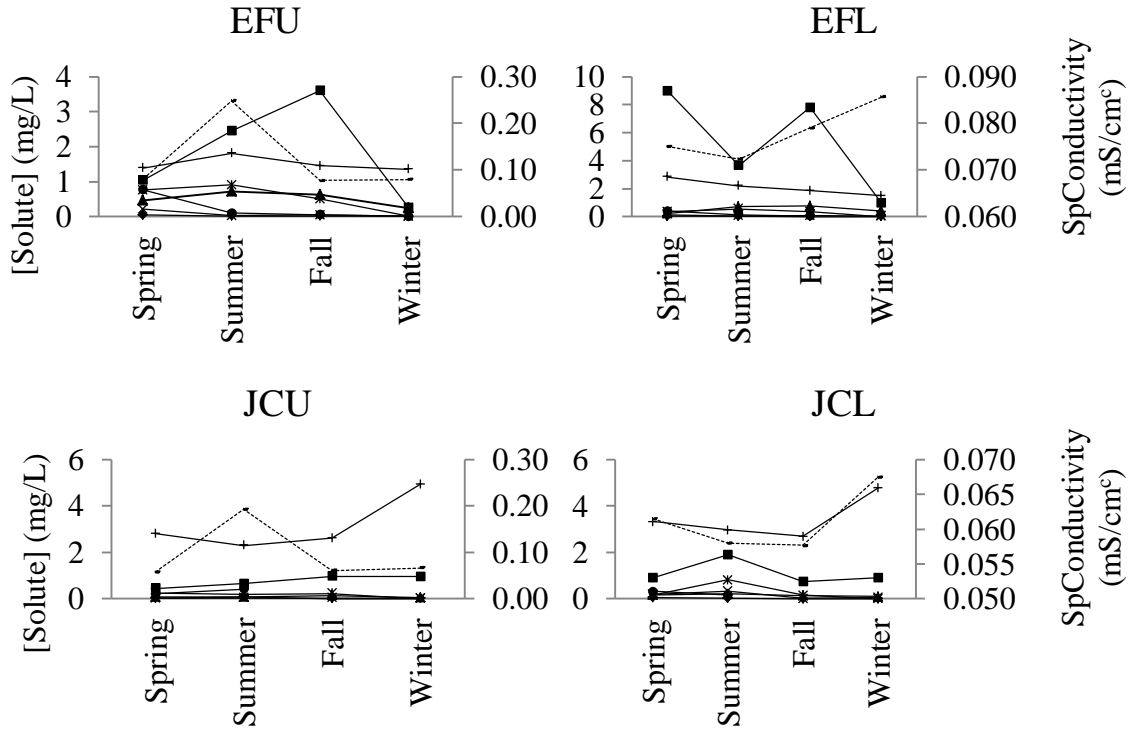 EFU
EFL
[Solute] (mg/L)
4
3
2
1
0
0.30
0.20
0.10
0.00
Spring
Summer
Fall
Winter
10
8
6
4
2
0
0.090
0.080
0.070
0.060
Spring
Summer
Fall
Winter
SpConductivity
(mS/cmᶜ)
JCU
JCL
[Solute] (mg/L)
6
4
2
0
0.30
0.20
0.10
0.00
Spring
Summer
Fall
Winter
6
4
2
0
0.070
0.065
0.060
0.055
0.050
Spring
Summer
Fall
Winter
SpConductivity
(mS/cmᶜ)